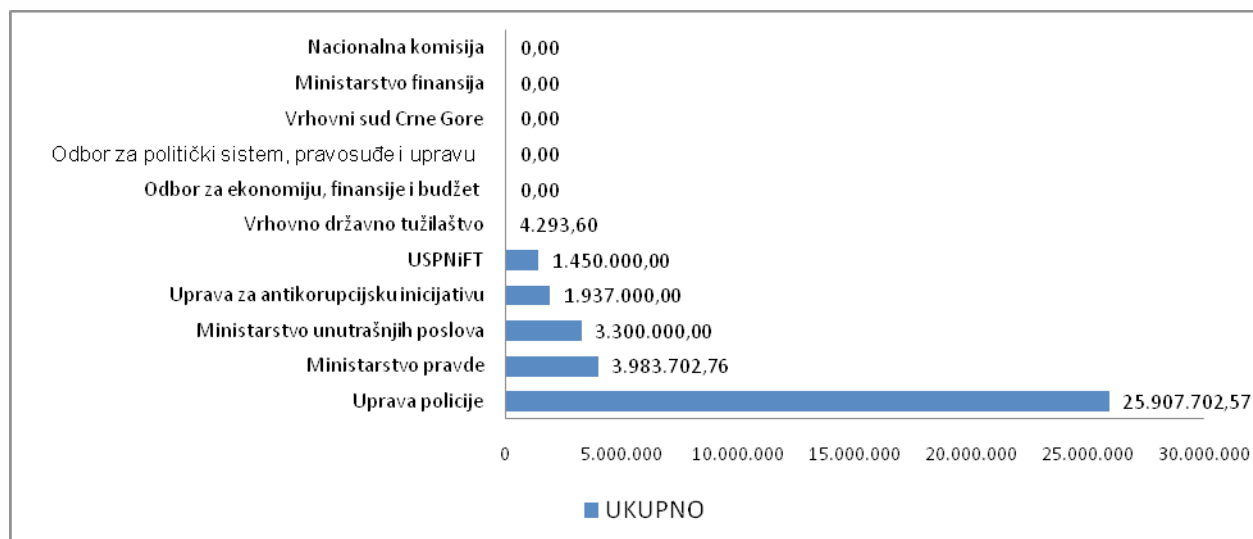 Nacionalna komisija 0,00
Ministarstvo finansija 0,00
Vrhovni sud Crne Gore 0,00
Odbor za politički sistem, pravosuđe i upravu 0,00
Odbor za ekonomiju, finansije i budžet 0,00
Vrhovno državno tužilaštvo 4.293,60
USPNiFT 1.450.000,00
Uprava za antikorupcijsku inicijativu 1.937.000,00
Ministarstvo unutrašnjih poslova 3.300.000,00
Ministarstvo pravde 3.983.702,76
Uprava policije 25.907.702,57
0 5.000.000 10.000.000 15.000.000 20.000.000 25.000.000 30.000.000
UKUPNO